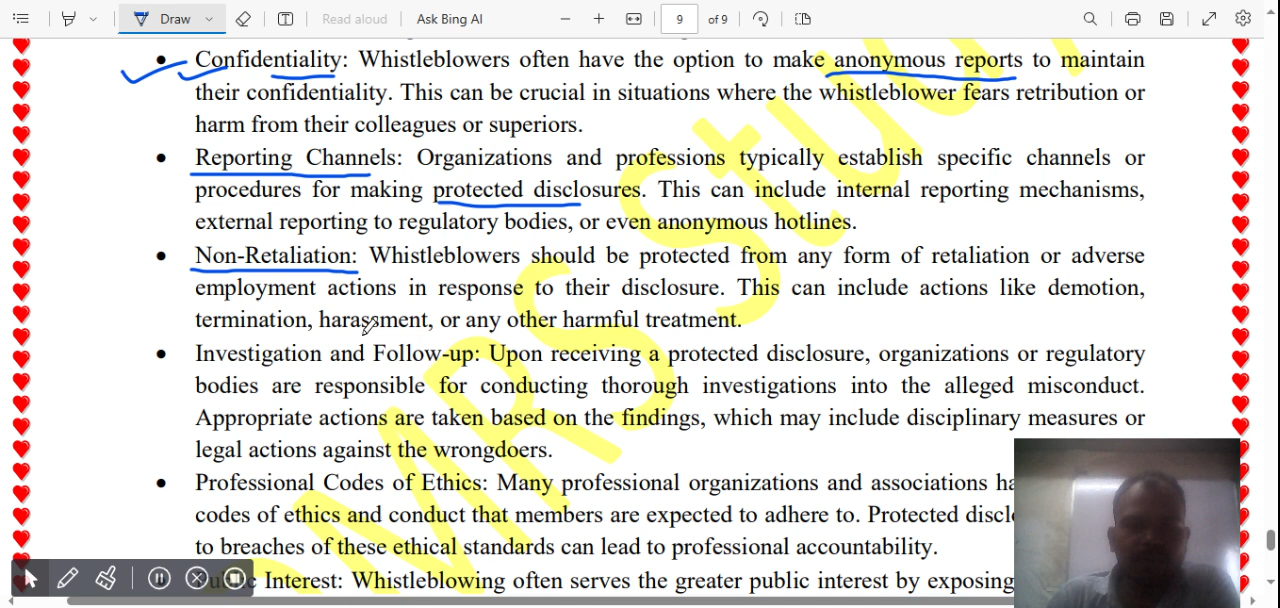 Draw
Read aloud
Ask Bing AI
9
of 9
Confidentiality: Whistleblowers often have the option to make anonymous reports to maintain
their confidentiality. This can be crucial in situations where the whistleblower fears retribution or
harm from their colleagues or superiors.
Reporting Channels: Organizations and professions typically establish specific channels or
procedures for making protected disclosures. This can include internal reporting mechanisms,
external reporting to regulatory bodies, or even anonymous hotlines.
Non-Retaliation: Whistleblowers should be protected from any form of retaliation or adverse
employment actions in response to their disclosure. This can include actions like demotion,
termination, harassment, or any other harmful treatment.
Investigation and Follow-up: Upon receiving a protected disclosure, organizations or regulatory
bodies are responsible for conducting thorough investigations into the alleged misconduct.
Appropriate actions are taken based on the findings, which may include disciplinary measures or
legal actions against the wrongdoers.
Professional Codes of Ethics: Many professional organizations and associations
codes of ethics and conduct that members are expected to adhere to. Protected
to breaches of these ethical standards can lead to professional accountability.
Interest: Whistleblowing often serves the greater public interest by exposing